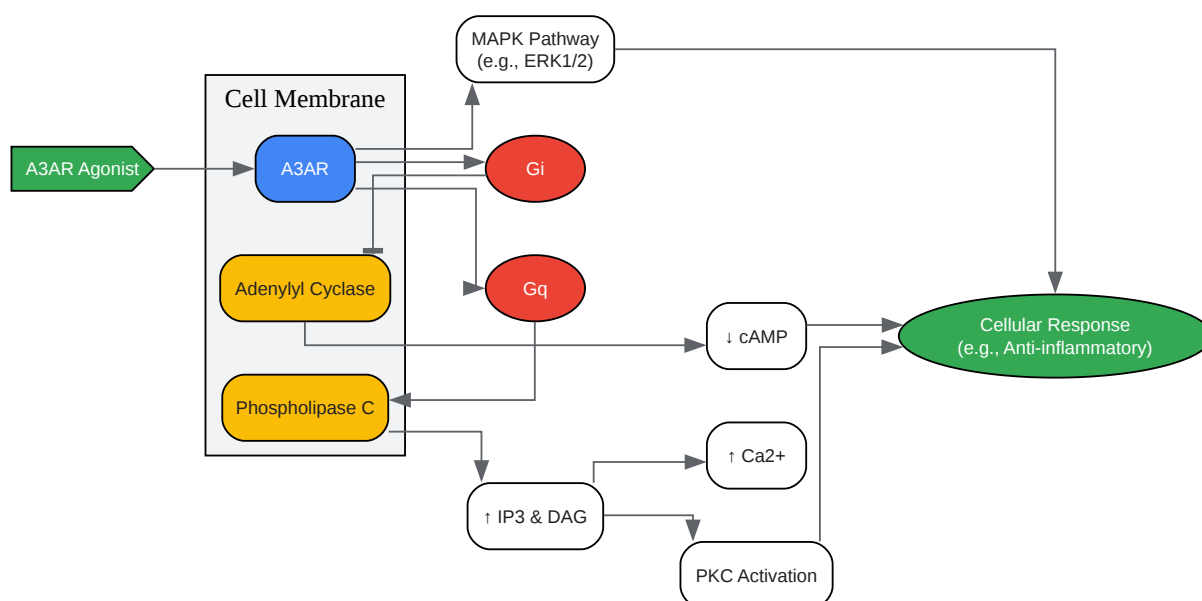 MAPK Pathway
(e.g., ERK1/2)
Cell Membrane
A3AR Agonist
A3AR
Gi
Adenylyl Cyclase
Gq
↓ cAMP
Cellular Response
(e.g., Anti-inflammatory)
Phospholipase C
↑ Ca2+
↑ IP3 & DAG
PKC Activation